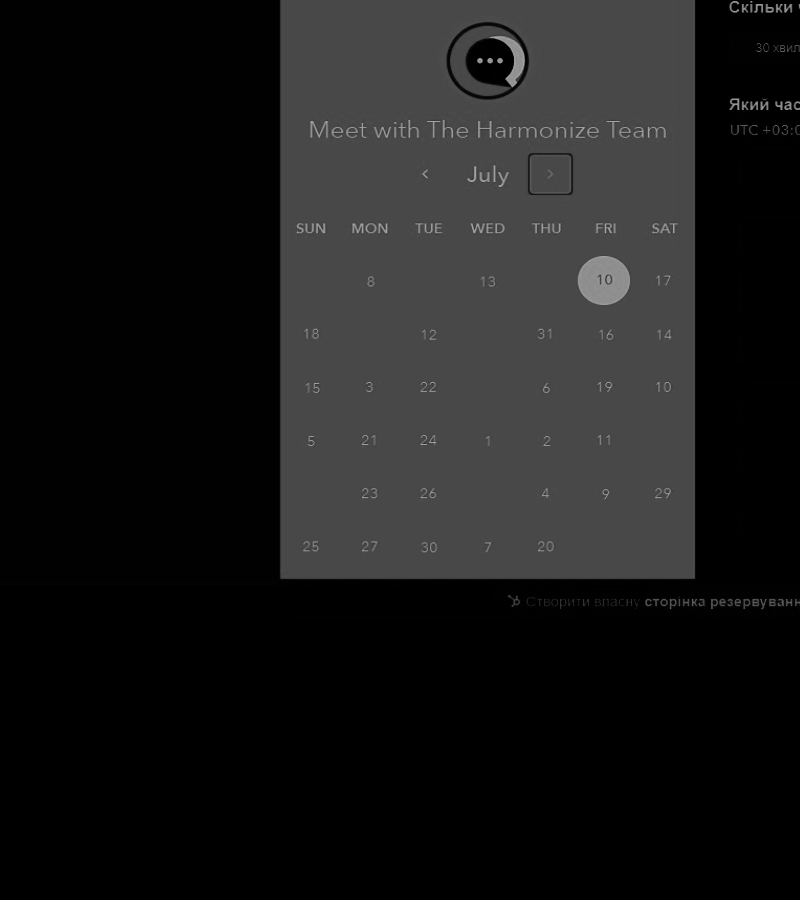 Скільки ч
30 хвил
Який час
UTC +03:0
Meet with The Harmonize Team
July
SUN MON TUE WED THU FRI SAT
8 13 10 17
18 12 31 16 14
15 3 22 6 19 10
5 21 24 1 2 11
23 26 4 9 29
25 27 30 7 20
Створити власну сторінка резервуванн